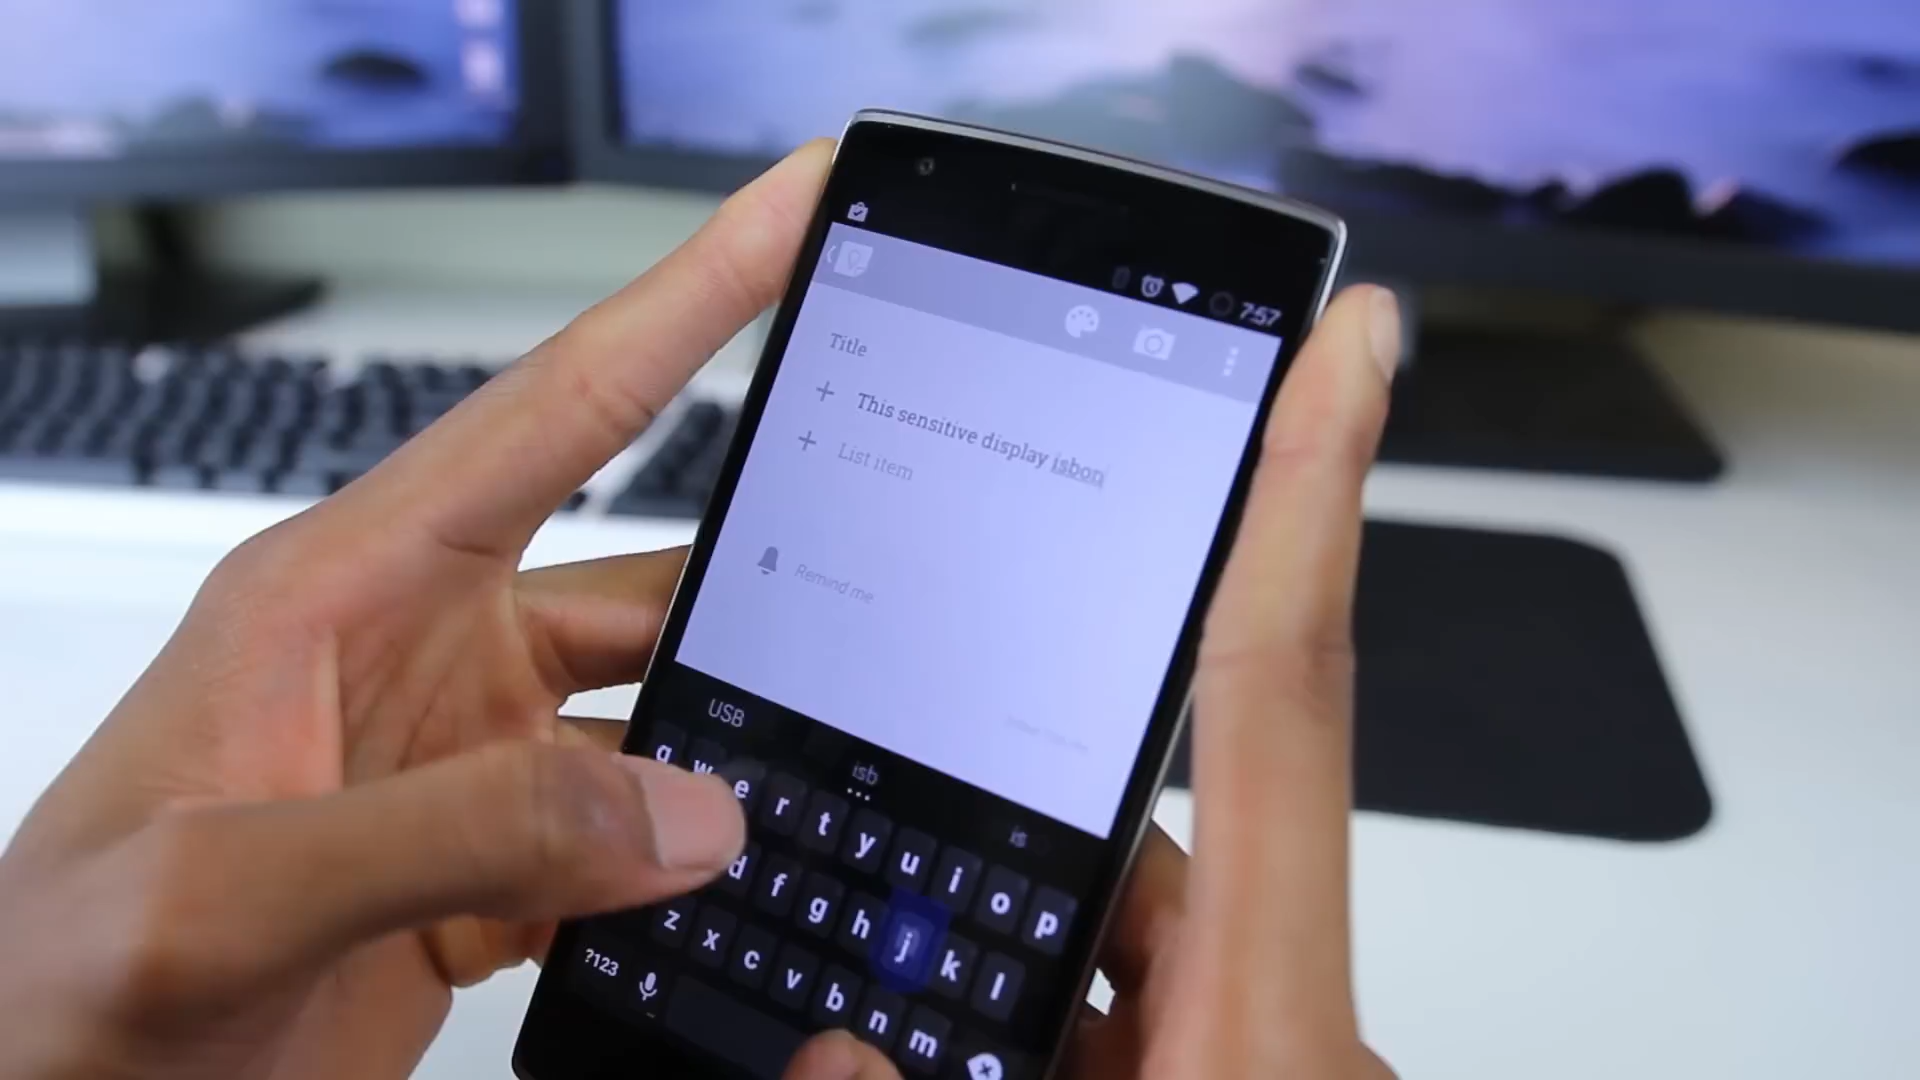 7:57
Title
This sensitive display isbon
List item
Remind me
USB
isb
is
q w e r t y u i o p
d f g h j k l
z x c v b n m
?123